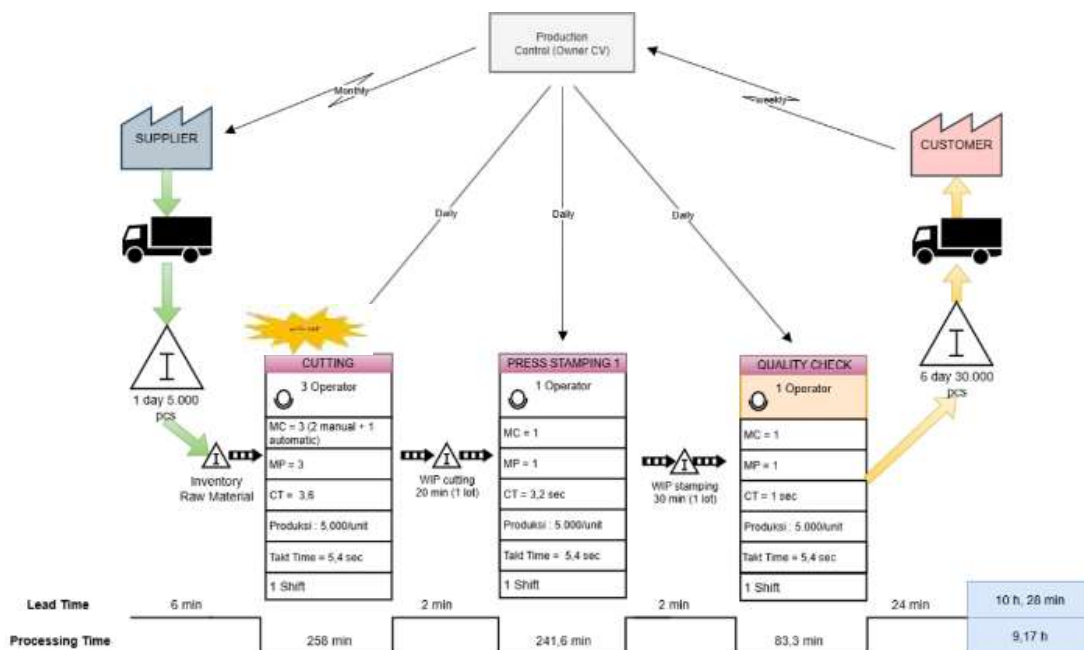 Production
Control (Owner CV)
Monthly
weekly
SUPPLIER
CUSTOMER
Daily
Daily
Daily
1 day 5.000
pcs
6 day 30.000
pcs
CUTTING
3 Operator
MC = 3 (2 manual + 1
automatic)
MP = 3
CT = 3,6
Produksi : 5,000/unit
Takt Time = 5,4 sec
1 Shift
PRESS STAMPING 1
1 Operator
MC = 1
MP = 1
CT = 3,2 sec
Produksi : 5.000/unit
Takt Time = 5,4 sec
1 Shift
QUALITY CHECK
1 Operator
MC = 1
MP = 1
CT = 1 sec
Produksi : 5.000/unit
Takt Time = 5,4 sec
1 Shift
I
I
I
I
I
Inventory
Raw Material
WIP cutting
20 min (1 lot)
WIP stamping
30 min (1 lot)
Lead Time
6 min
2 min
2 min
24 min
10 h, 28 min
Processing Time
258 min
241,6 min
83,3 min
9,17 h